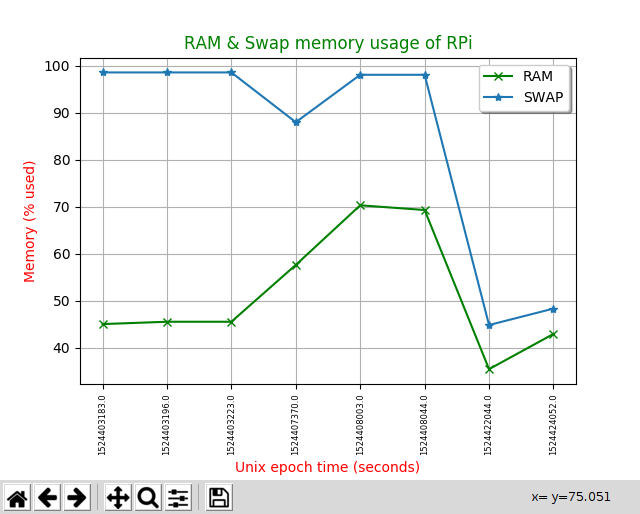 RAM & Swap memory usage of RPi
RAM
SWAP
Memory (% used)
100
90
80
70
60
50
40
1524403183.0
1524403196.0
1524403223.0
1524407370.0
1524408003.0
1524408044.0
1524422044.0
1524424052.0
Unix epoch time (seconds)
x= y=75.051